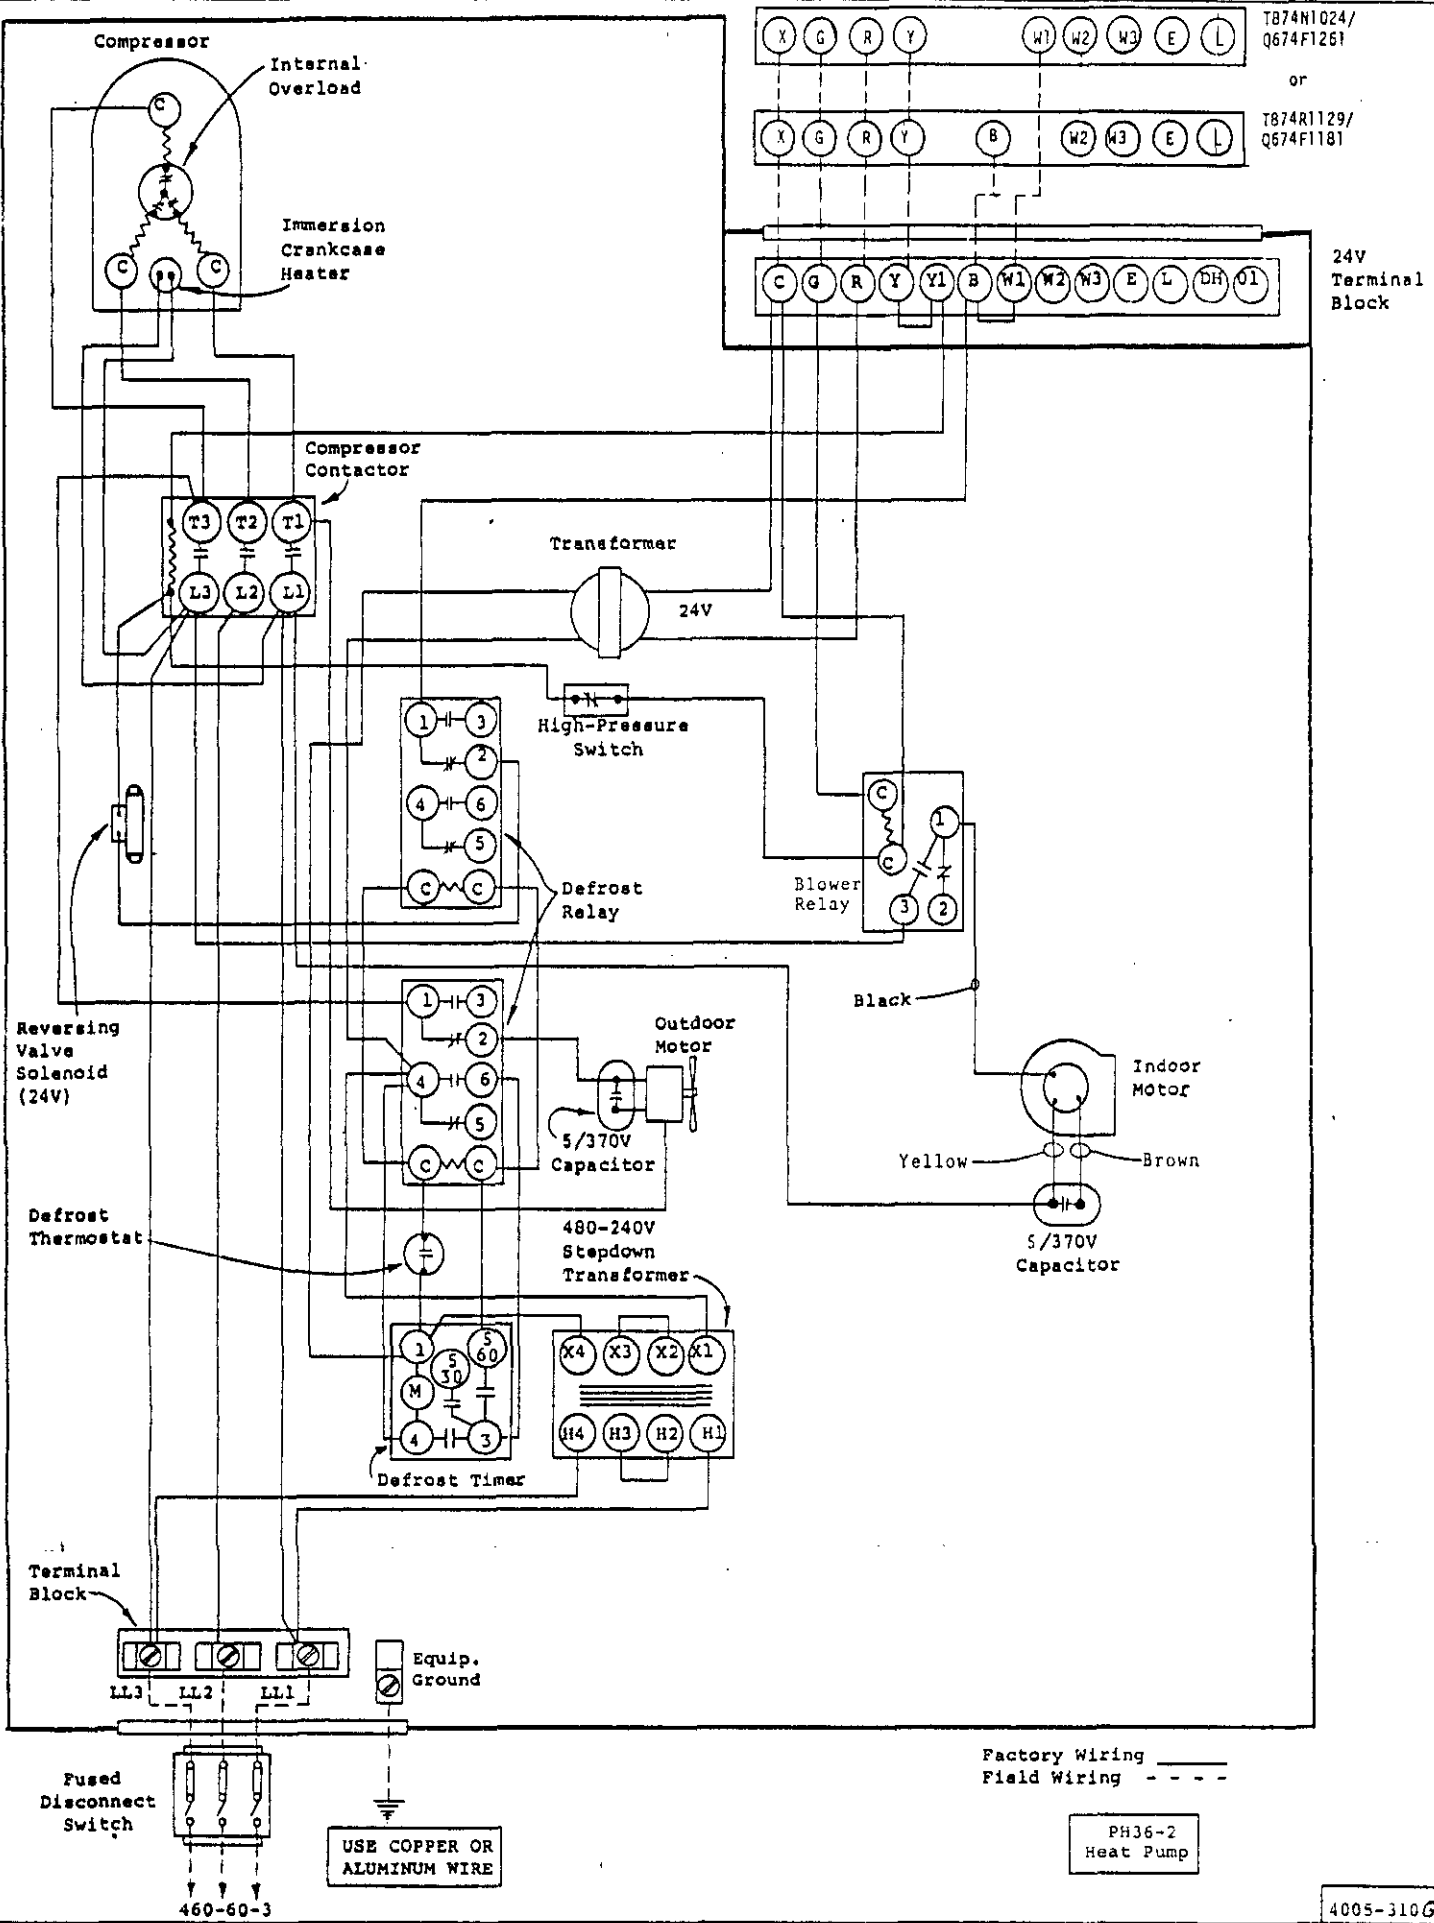 Compressor
Internal
Overload
C
C
C
Immersion
Crankcase
Heater
X G R Y W1 W2 W3 E L
T874N1024/
Q674F1261
or
X G R Y B W2 W3 E L
T874R1129/
Q674F1181
C G R Y Y1 B W1 W2 W3 E L DH O1
24V
Terminal
Block
Compressor
Contactor
T3 T2 T1
L3 L2 L1
Transformer
24V
High-Pressure
Switch
1 3
2
4 6
5
C C
Defrost
Relay
C
C
1
3 2
Blower
Relay
Black
Reversing
Valve
Solenoid
(24V)
1 3
2
4 6
5
C C
Outdoor
Motor
5/370V
Capacitor
Indoor
Motor
Yellow
Brown
5/370V
Capacitor
Defrost
Thermostat
480-240V
Stepdown
Transformer
1
S
30
S
60
M
4 3
Defrost Timer
X4 X3 X2 X1
H4 H3 H2 H1
Terminal
Block
LL3 LL2 LL1
Equip.
Ground
Fused
Disconnect
Switch
460-60-3
USE COPPER OR
ALUMINUM WIRE
Factory Wiring
Field Wiring
PH36-2
Heat Pump
4005-310G